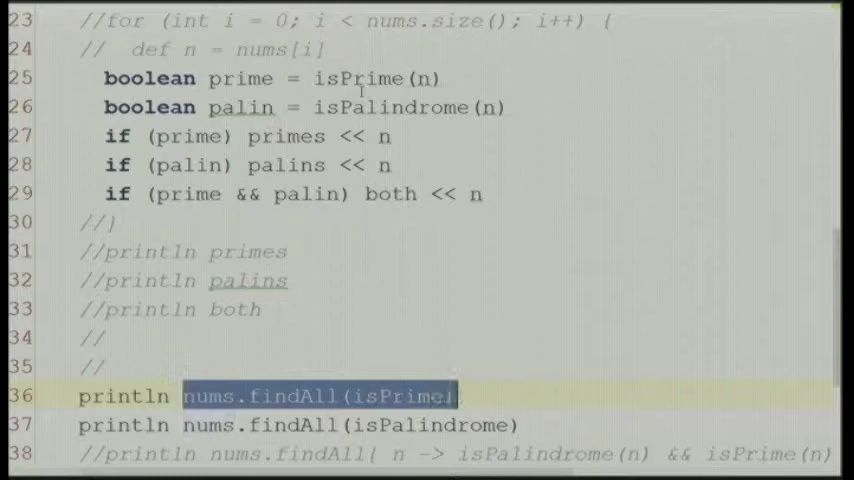 23 //for (int i = 0; i < nums.size(); i++) {
24 //  def n = nums[i]
25 boolean prime = isPrime(n)
26 boolean palin = isPalindrome(n)
27 if (prime) primes << n
28 if (palin) palins << n
29 if (prime && palin) both << n
30 //}
31 //println primes
32 //println palins
33 //println both
34 //
35 //
36 println nums.findAll(isPrime)
37 println nums.findAll(isPalindrome)
38 //println nums.findAll{ n -> isPalindrome(n) && isPrime(n)